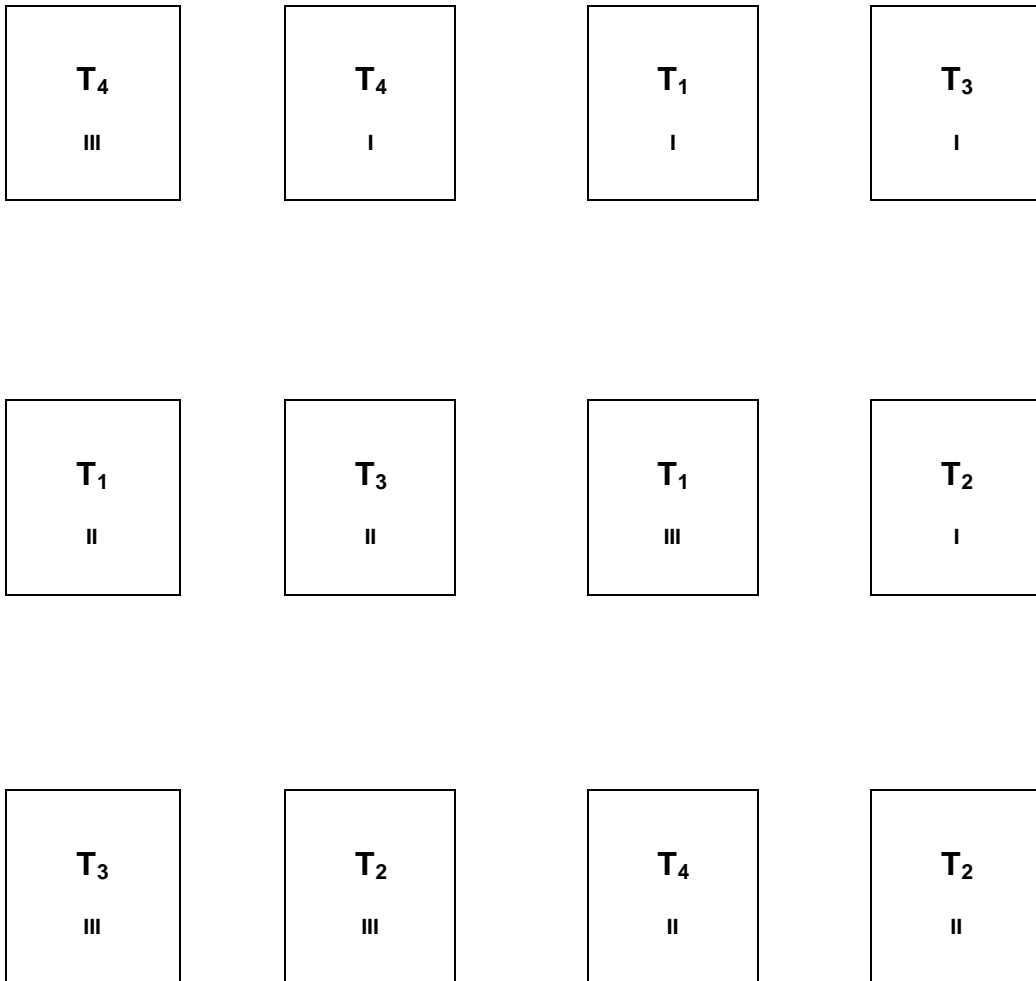 T₄ T₄ T₁ T₃
III I I I
T₁ T₃ T₁ T₂
II II III I
T₃ T₂ T₄ T₂
III III II II